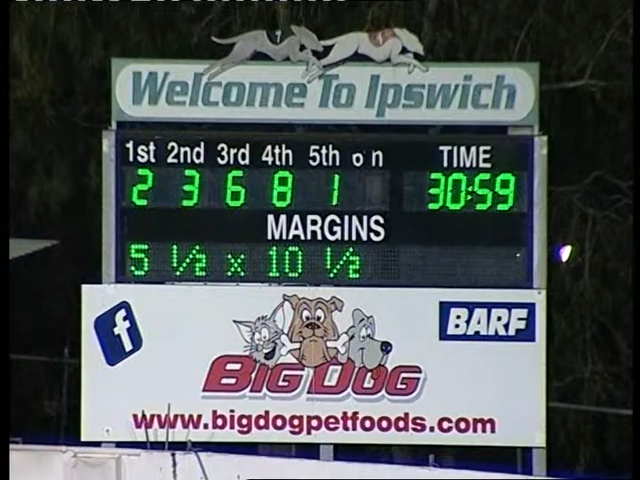 Welcome To Ipswich
1st 2nd 3rd 4th 5th on TIME
2 3 6 8 1 30:59
MARGINS
5 1/2 x 10 1/2
f
BARF
BIG DOG
www.bigdogpetfoods.com